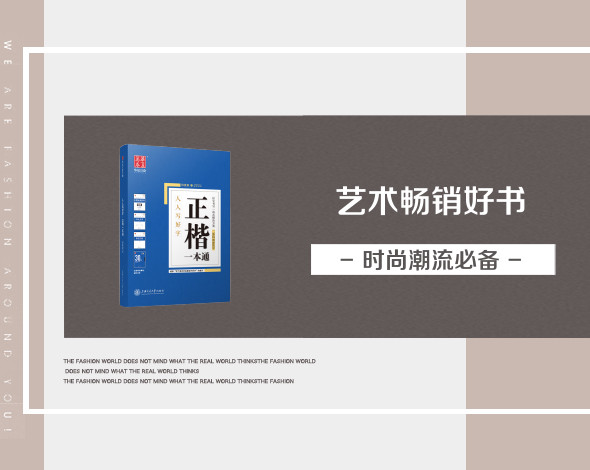 WE ARE FASHION AROUND YOU!
艺术畅销好书
- 时尚潮流必备 -
人人写好字
正楷
一本通
THE FASHION WORLD DOES NOT MIND WHAT THE REAL WORLD THINKSTHE FASHION WORLD
DOES NOT MIND WHAT THE REAL WORLD THINKS
THE FASHION WORLD DOES NOT MIND WHAT THE REAL WORLD THINKSTHE FASHION